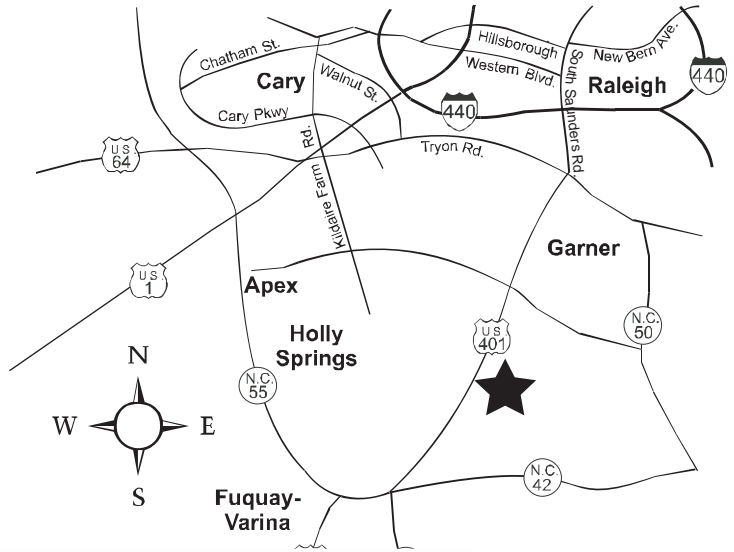 Hillsborough
New Bern Ave.
Chatham St.
Western Blvd.
Cary
Walnut St.
South Saunders Rd.
Raleigh
440
440
Cary Pkwy
Tryon Rd.
US
64
Kildaire Farm Rd.
Garner
US
1
Apex
N.C.
50
Holly
Springs
US
401
N.C.
55
N
W
E
S
N.C.
42
Fuquay-
Varina